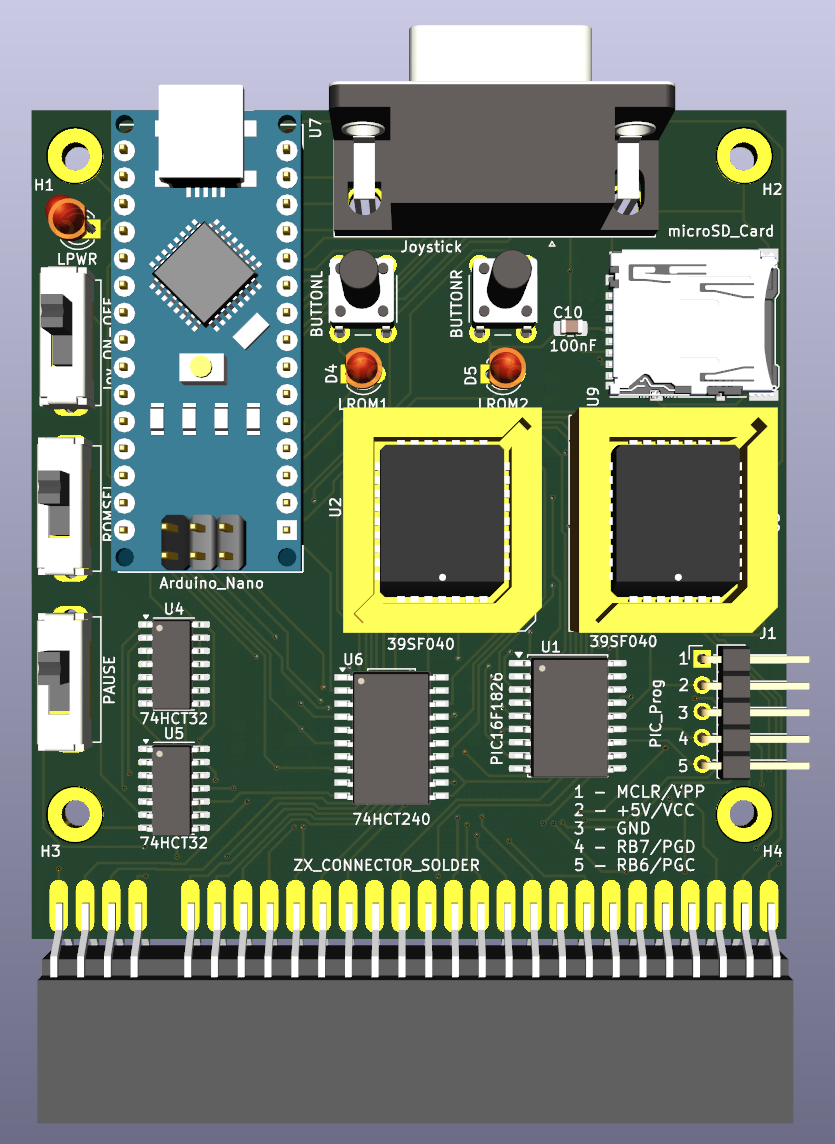 U7
H1
H2
microSD_Card
Joystick
LPWR
BUTTONL
BUTTONR
C10
100nF
Joy_ON-OFF
D4
D5
LROM1
LROM2
U9
ROMSEL
U2
Arduino_Nano
39SF040
39SF040
U4
J1
U6
U1
1
PAUSE
2
PIC16F1826
PIC_Prog
3
74HCT32
U5
4
5
1 - MCLR/VPP
2 - +5V/VCC
74HCT240
3 - GND
74HCT32
4 - RB7/PGD
H3
H4
5 - RB6/PGC
ZX_CONNECTOR_SOLDER